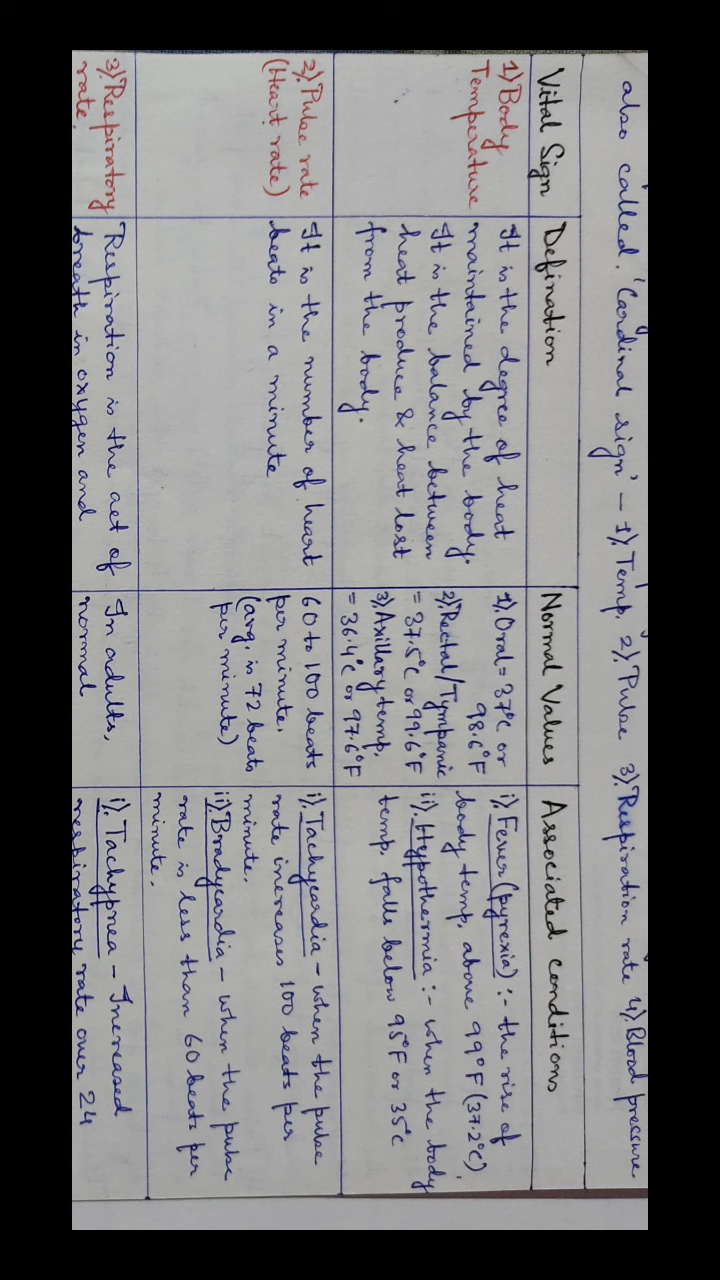 also called. 'Cardinal sign' – 1). Temp, 2). Pulse 3). Respiration rate 4). Blood pressure
Vital Sign
Defination
Normal Values
Associated conditions
1) Body
Temperature
It is the degree of heat
maintained by the body.
It is the balance between
heat produce & heat lost
from the body.
1). Oral = 37°C or
98.6°F
2). Rectal/Tympanic
= 37.5°C or 99.6°F
3) Axillary temp,
= 36.4°C or 97.6°F
i). Fever (pyrexia) :- the rise of
body temp, above 99°F (37.2°C),
ii). Hypothermia :- when the body
temp, falls below 95°F or 35°C
2). Pulse rate
(Heart rate)
It is the number of heart
beats in a minute
60 to 100 beats
per minute.
(avg. is 72 beats
per minute)
i). Tachycardia – when the pulse
rate increases 100 beats per
minute.
ii). Bradycardia – when the pulse
rate is less than 60 beats per
minute.
3). Respiratory
rate.
Respiration is the act of
breath in oxygen and
In adults,
normal
i). Tachypnea – Increased
respiratory rate over 24